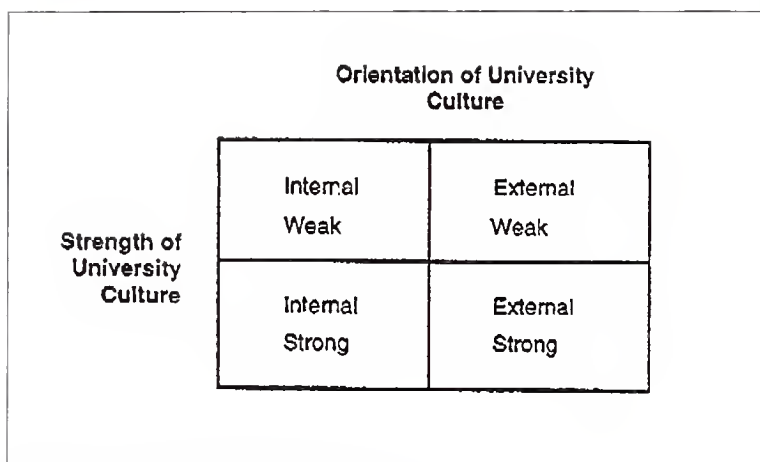 Orientation of University
Culture
Internal
Weak
External
Weak
Strength of
University
Culture
Internal
Strong
External
Strong